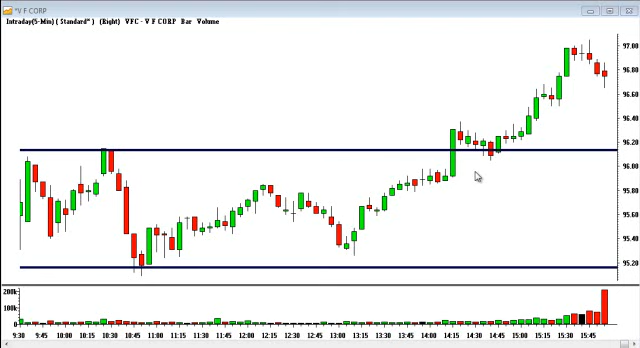 *V F CORP
Intraday(5-Min) ( Standard* ) (Right) VFC - V F CORP Bar Volume
97.00
96.80
96.60
96.40
96.20
96.00
95.80
95.60
95.40
95.20
200k
100k
0
9:30 9:45 10:00 10:15 10:30 10:45 11:00 11:15 11:30 11:45 12:00 12:15 12:30 12:45 13:00 13:15 13:30 13:45 14:00 14:15 14:30 14:45 15:00 15:15 15:30 15:45